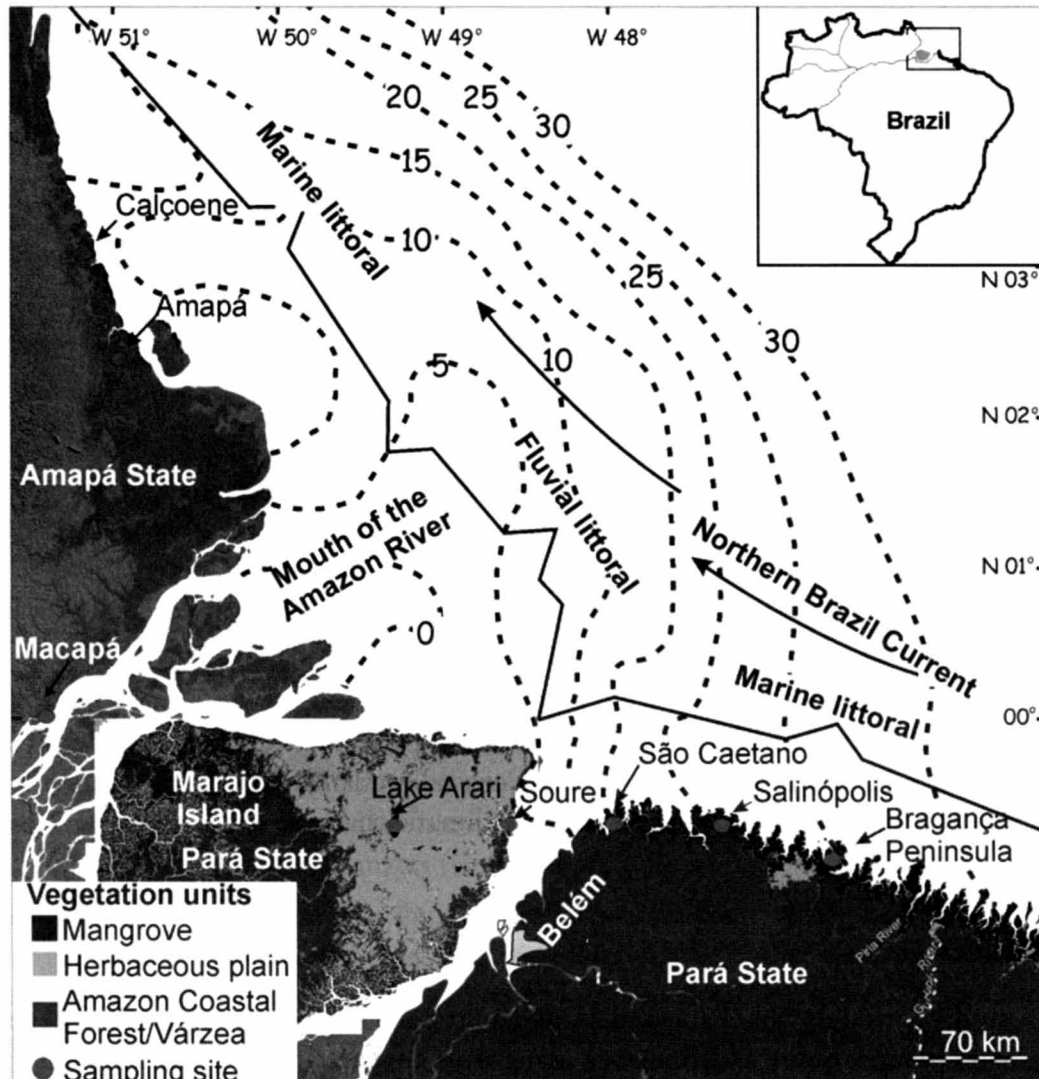 W 51° W 50° W 49° W 48°
20 25 30
Brazil
Marine littoral
15
Calçoene
10
25
N 03°
Amapá
30
5 10
N 02°
Amapá State
Fluvial littoral
Mouth of the
Amazon River
Northern Brazil Current
N 01°
0
Macapá
Marine littoral
00°
São Caetano
Marajo
Island
Lake Arari
Soure
Salinópolis
Bragança
Peninsula
Pará State
Vegetation units
Mangrove
Herbaceous plain
Amazon Coastal
Forest/Várzea
Sampling site
Belém
Pará State
River
River
70 km